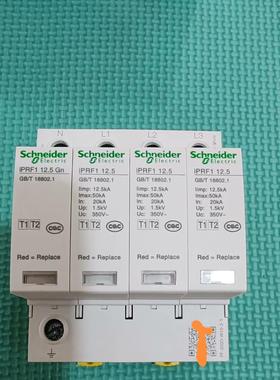 N L1 L2 L3
Schneider Electric
iPRF1 12.5 Gn
GB/T 18802.1
T1 T2
CBC
Red = Replace
Schneider Electric
iPRF1 12.5
GB/T 18802.1
Iimp: 12.5kA
Imax: 50kA
In: 20kA
Up: 1.5kV
Uc: 350V~
T1 T2
CBC
Red = Replace
Schneider Electric
iPRF1 12.5
GB/T 18802.1
Iimp: 12.5kA
Imax: 50kA
In: 20kA
Up: 1.5kV
Uc: 350V~
T1 T2
CBC
Red = Replace
Schneider Electric
iPRF1 12.5
GB/T 18802.1
Iimp: 12.5kA
Imax: 50kA
In: 20kA
Up: 1.5kV
Uc: 350V~
T1 T2
CBC
Red = Replace